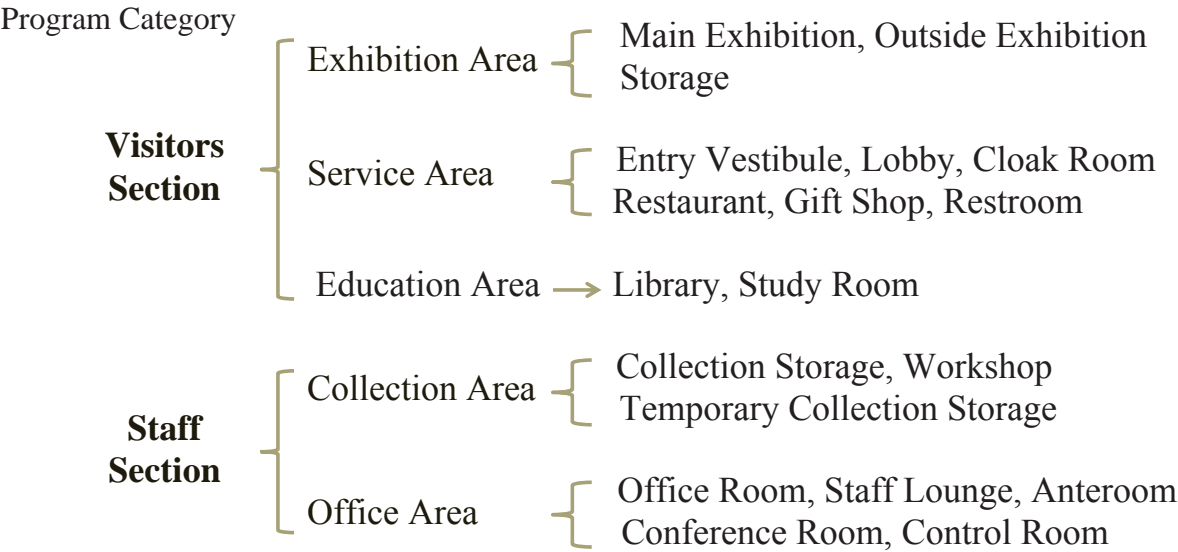 Program Category
Visitors
Section
Exhibition Area
Main Exhibition, Outside Exhibition
Storage
Service Area
Entry Vestibule, Lobby, Cloak Room
Restaurant, Gift Shop, Restroom
Education Area
Library, Study Room
Staff
Section
Collection Area
Collection Storage, Workshop
Temporary Collection Storage
Office Area
Office Room, Staff Lounge, Anteroom
Conference Room, Control Room